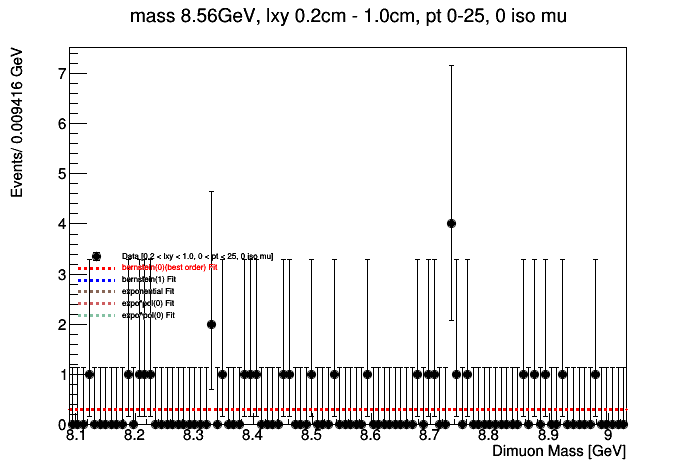 mass 8.56GeV, lxy 0.2cm - 1.0cm, pt 0-25, 0 iso mu
Events/ 0.009416 GeV
7
6
5
4
3
2
1
0
Data [0.2 < lxy < 1.0, 0 < pt < 25, 0 iso mu]
bernstein(0)(best order) Fit
bernstein(1) Fit
exponential Fit
expo*pol(0) Fit
expo*pol(0) Fit
8.1 8.2 8.3 8.4 8.5 8.6 8.7 8.8 8.9 9
Dimuon Mass [GeV]